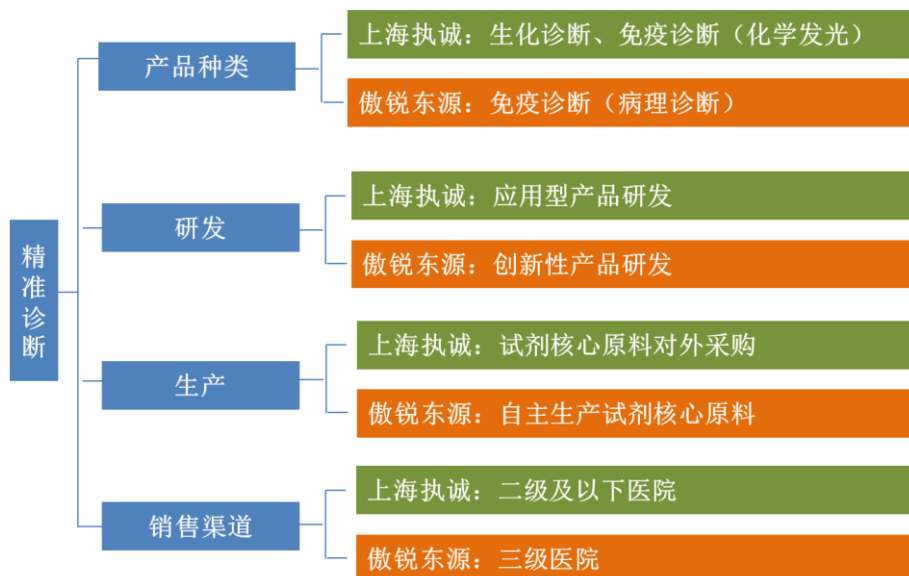 精准诊断
产品种类
上海执诚：生化诊断、免疫诊断（化学发光）
傲锐东源：免疫诊断（病理诊断）
研发
上海执诚：应用型产品研发
傲锐东源：创新性产品研发
生产
上海执诚：试剂核心原料对外采购
傲锐东源：自主生产试剂核心原料
销售渠道
上海执诚：二级及以下医院
傲锐东源：三级医院